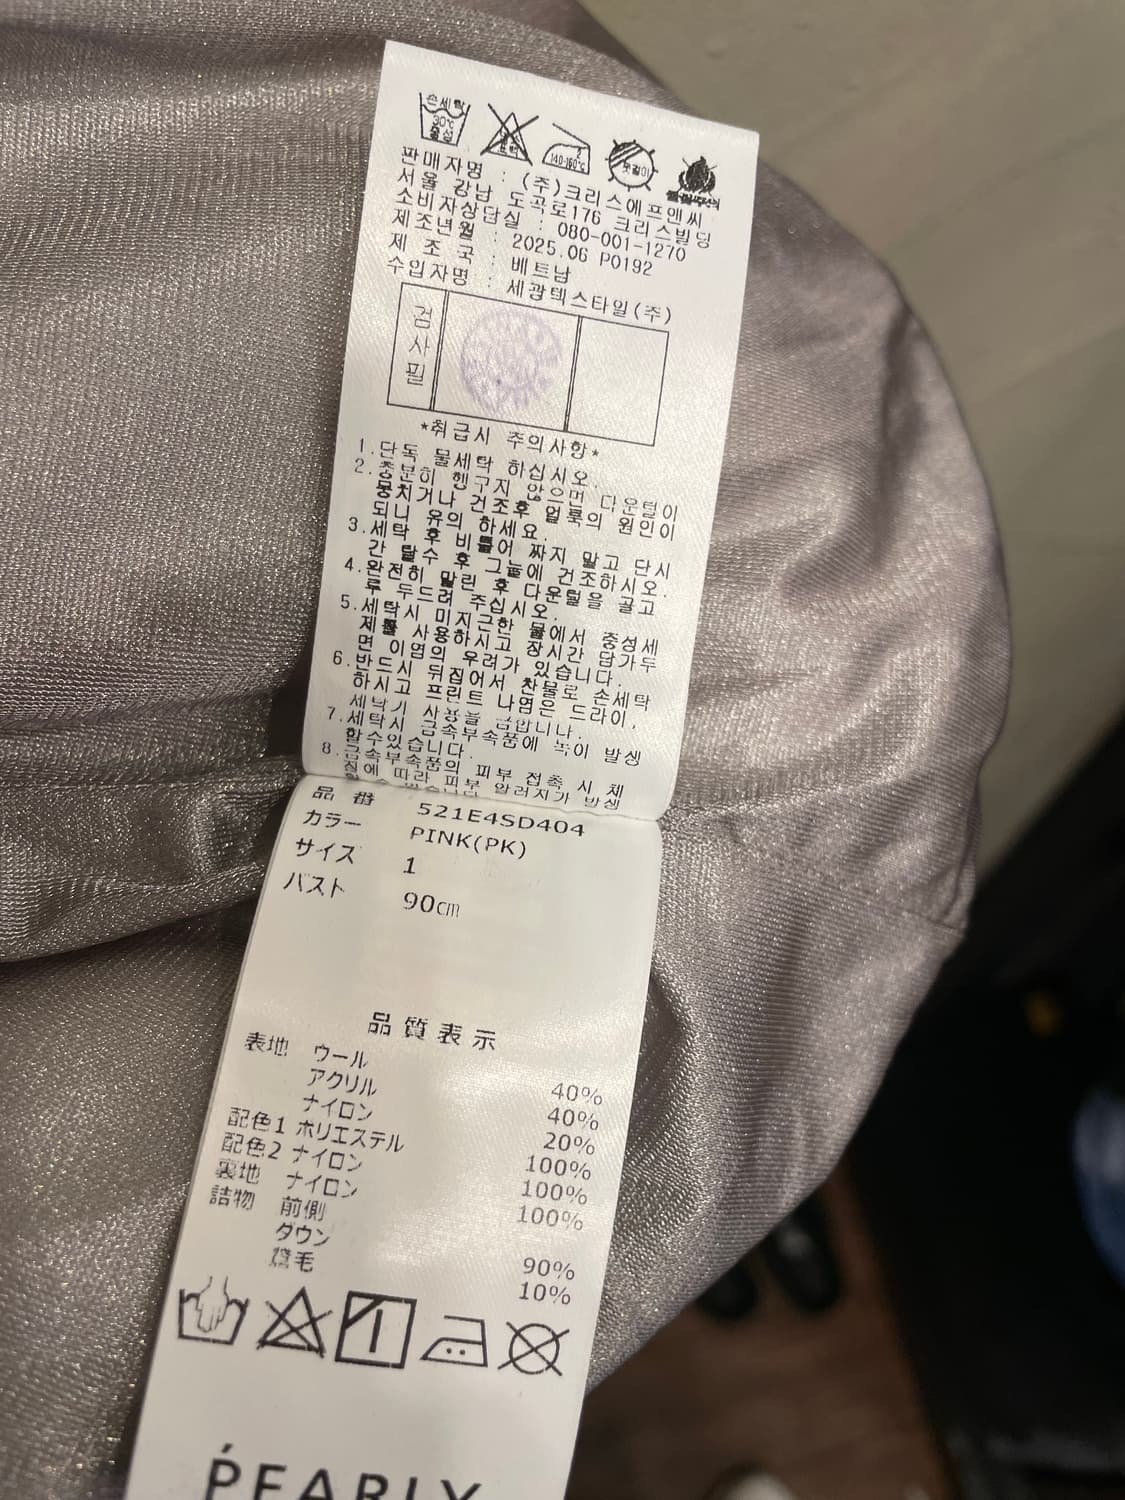 손세탁
30℃
중성
140-160℃
옷걸이
판매자명 : (주)크리스에프앤씨
서울 강남 도곡로176 크리스빌딩
소비자상담실 : 080-001-1270
제조년월 : 2025.06 P0192
제 조 국 : 베트남
수입자명 : 세광텍스타일(주)
검사필
*취급시 주의사항*
1.단독 물세탁 하십시오.
2.충분히 헹구지 않으면 다운털이
뭉치거나 건조후 얼룩의 원인이
되니 유의 하세요.
3.세탁 후 비틀어 짜지 말고 단시
간 탈수 후 그늘에 건조하시오.
4.완전히 말린 후 다운털을 골고
루 두드려 주십시오.
5.세탁시 미지근한 물에서 중성세
제를 사용하시고 장시간 담가두
면 이염의 우려가 있습니다.
6.반드시 뒤집어서 찬물로 손세탁
하시고 프린트 나염은 드라이,
세탁기 사용을 금합니다.
7.세탁시 금속부속품에 녹이 발생
할수있습니다.
8.금속부속품의 피부 접촉 시 체
질에 따라 피부 알러지가 발생
品 番 521E4SD404
カラー PINK(PK)
サイズ 1
バスト 90㎝
品質表示
表地 ウール 40%
アクリル 40%
ナイロン 20%
配色1 ポリエステル 100%
配色2 ナイロン 100%
裏地 ナイロン 100%
詰物 前側
ダウン 90%
羽毛 10%
PEARLY